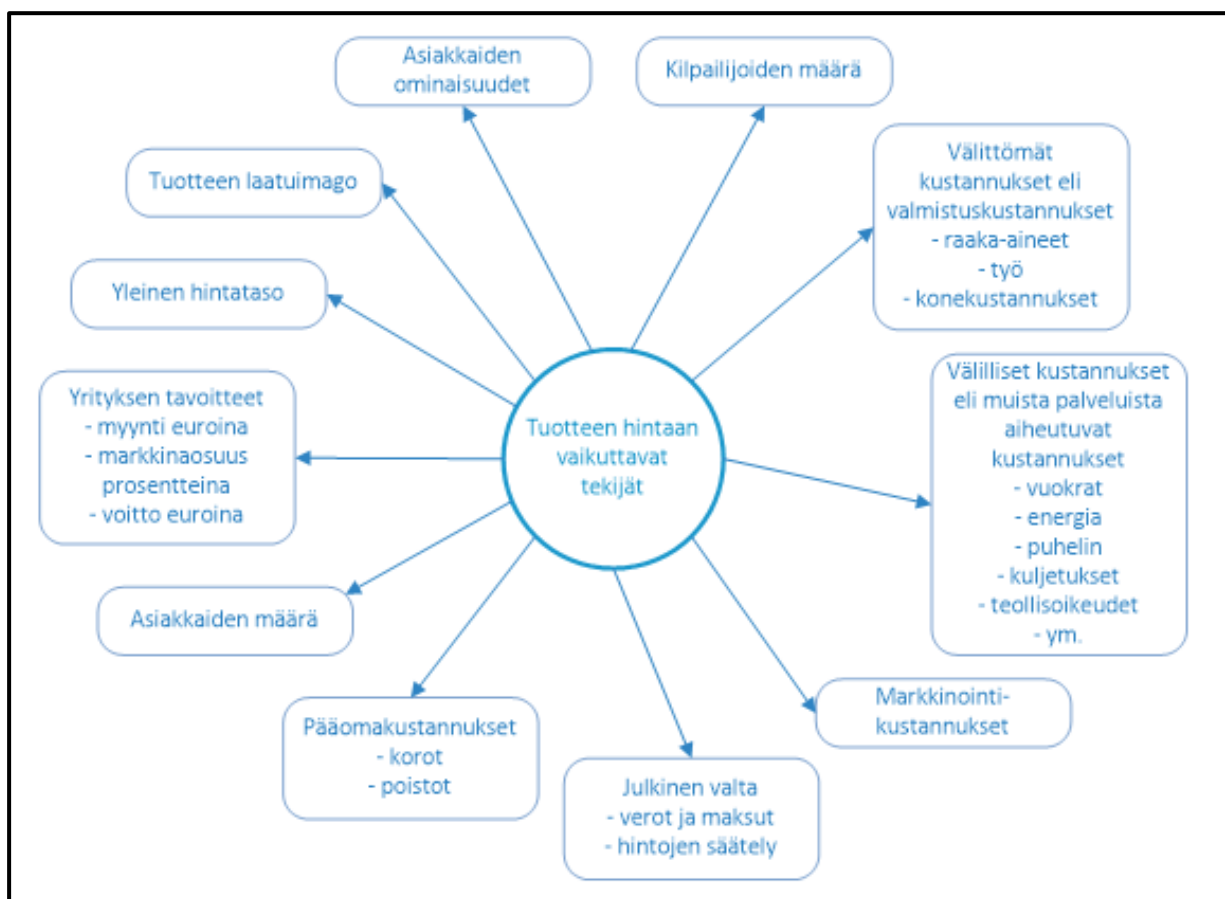 Asiakkaiden
ominaisuudet
Kilpailijoiden määrä
Välittömät
kustannukset eli
valmistuskustannukset
- raaka-aineet
- työ
- konekustannukset
Tuotteen laatuimago
Yleinen hintataso
Yrityksen tavoitteet
- myynti euroina
- markkinaosuus
prosentteina
- voitto euroina
Tuotteen hintaan
vaikuttavat
tekijät
Välilliset kustannukset
eli muista palveluista
aiheutuvat
kustannukset
- vuokrat
- energia
- puhelin
- kuljetukset
- teollisoikeudet
- ym.
Asiakkaiden määrä
Pääomakustannukset
- korot
- poistot
Julkinen valta
- verot ja maksut
- hintojen säätely
Markkinointi-
kustannukset